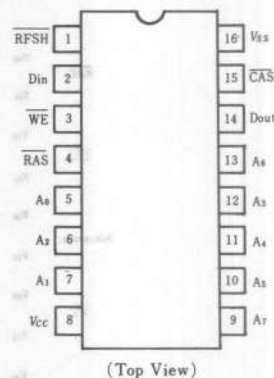 RFSH 1 16 Vss
Din 2 15 CAS
WE 3 14 Dout
RAS 4 13 A6
A0 5 12 A3
A2 6 11 A4
A1 7 10 A5
Vcc 8 9 A7
(Top View)